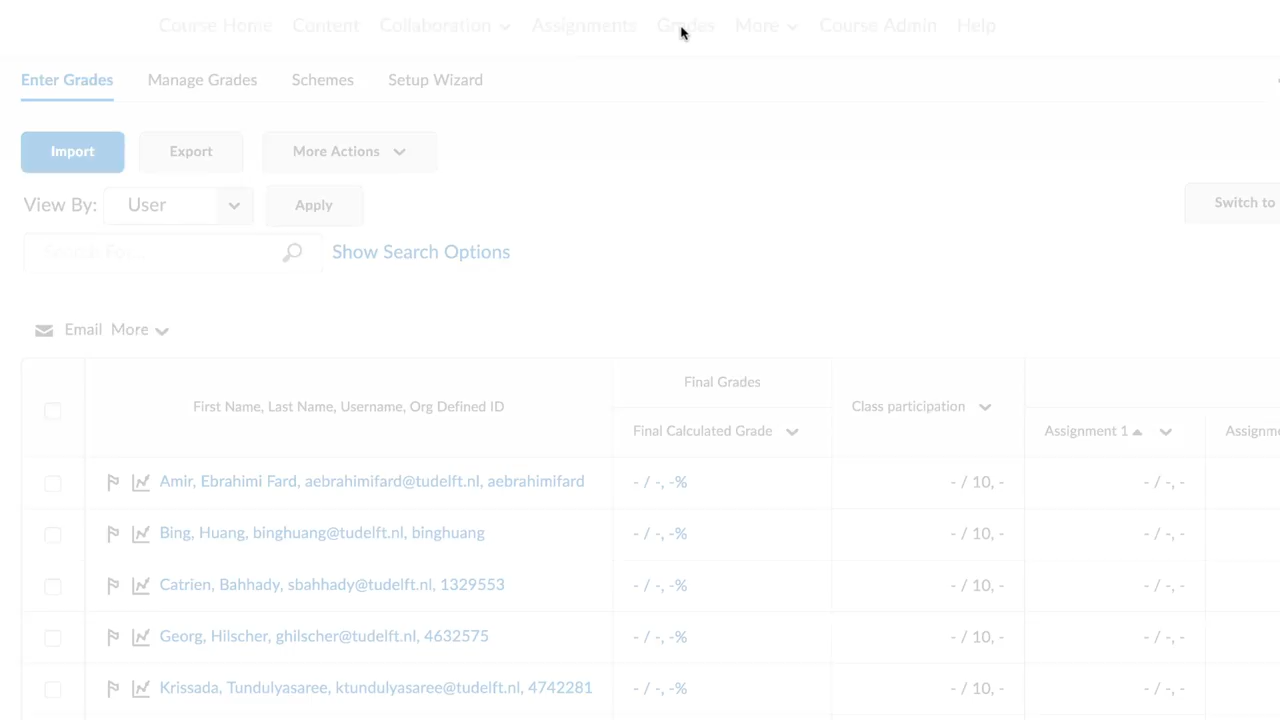 Course Home Content Collaboration Assignments Grades More Course Admin Help
Enter Grades Manage Grades Schemes Setup Wizard
Import Export More Actions
View By: User Apply Switch to
Search For...
Show Search Options
Email More
First Name, Last Name, Username, Org Defined ID
Final Grades
Final Calculated Grade
Class participation
Assignment 1
Amir, Ebrahimi Fard, aebrahimifard@tudelft.nl, aebrahimifard - / -, -% - / 10, - - / -, -
Bing, Huang, binghuang@tudelft.nl, binghuang - / -, -% - / 10, - - / -, -
Catrien, Bahhady, sbahhady@tudelft.nl, 1329553 - / -, -% - / 10, - - / -, -
Georg, Hilscher, ghilscher@tudelft.nl, 4632575 - / -, -% - / 10, - - / -, -
Krissada, Tundulyasaree, ktundulyasaree@tudelft.nl, 4742281 - / -, -% - / 10, - - / -, -